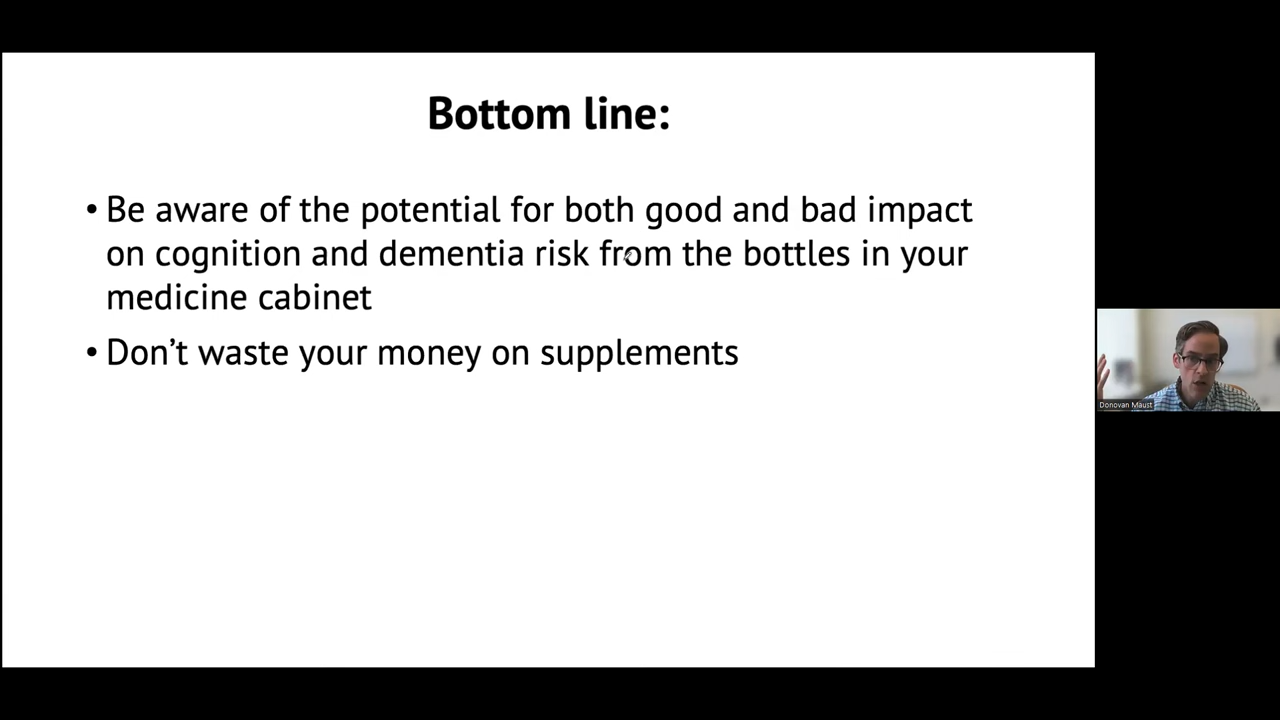 Bottom line:
• Be aware of the potential for both good and bad impact
on cognition and dementia risk from the bottles in your
medicine cabinet
• Don’t waste your money on supplements
Donovan Maust